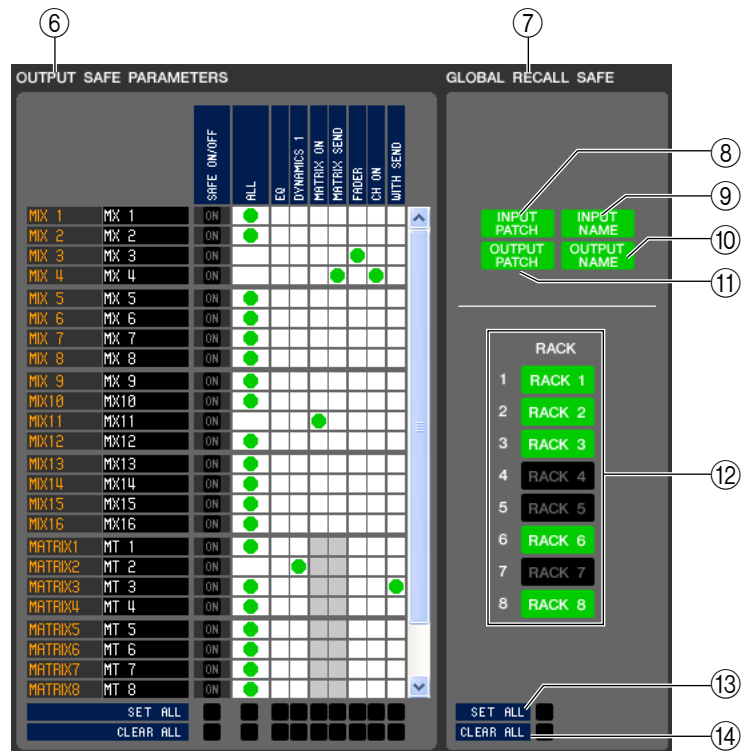 ⑥ ⑦
OUTPUT SAFE PARAMETERS
SAFE ON/OFF
ALL
EQ
DYNAMICS 1
MATRIX ON
MATRIX SEND
FADER
CH ON
WITH SEND
MIX 1 MX 1 ON
MIX 2 MX 2 ON
MIX 3 MX 3 ON
MIX 4 MX 4 ON
MIX 5 MX 5 ON
MIX 6 MX 6 ON
MIX 7 MX 7 ON
MIX 8 MX 8 ON
MIX 9 MX 9 ON
MIX10 MX10 ON
MIX11 MX11 ON
MIX12 MX12 ON
MIX13 MX13 ON
MIX14 MX14 ON
MIX15 MX15 ON
MIX16 MX16 ON
MATRIX1 MT 1 ON
MATRIX2 MT 2 ON
MATRIX3 MT 3 ON
MATRIX4 MT 4 ON
MATRIX5 MT 5 ON
MATRIX6 MT 6 ON
MATRIX7 MT 7 ON
MATRIX8 MT 8 ON
SET ALL
CLEAR ALL
GLOBAL RECALL SAFE
⑧
INPUT PATCH
INPUT NAME
⑨
OUTPUT PATCH
OUTPUT NAME
⑩
⑪
RACK
1 RACK 1
2 RACK 2
3 RACK 3
4 RACK 4
5 RACK 5
6 RACK 6
7 RACK 7
8 RACK 8
⑫
SET ALL ⑬
CLEAR ALL ⑭